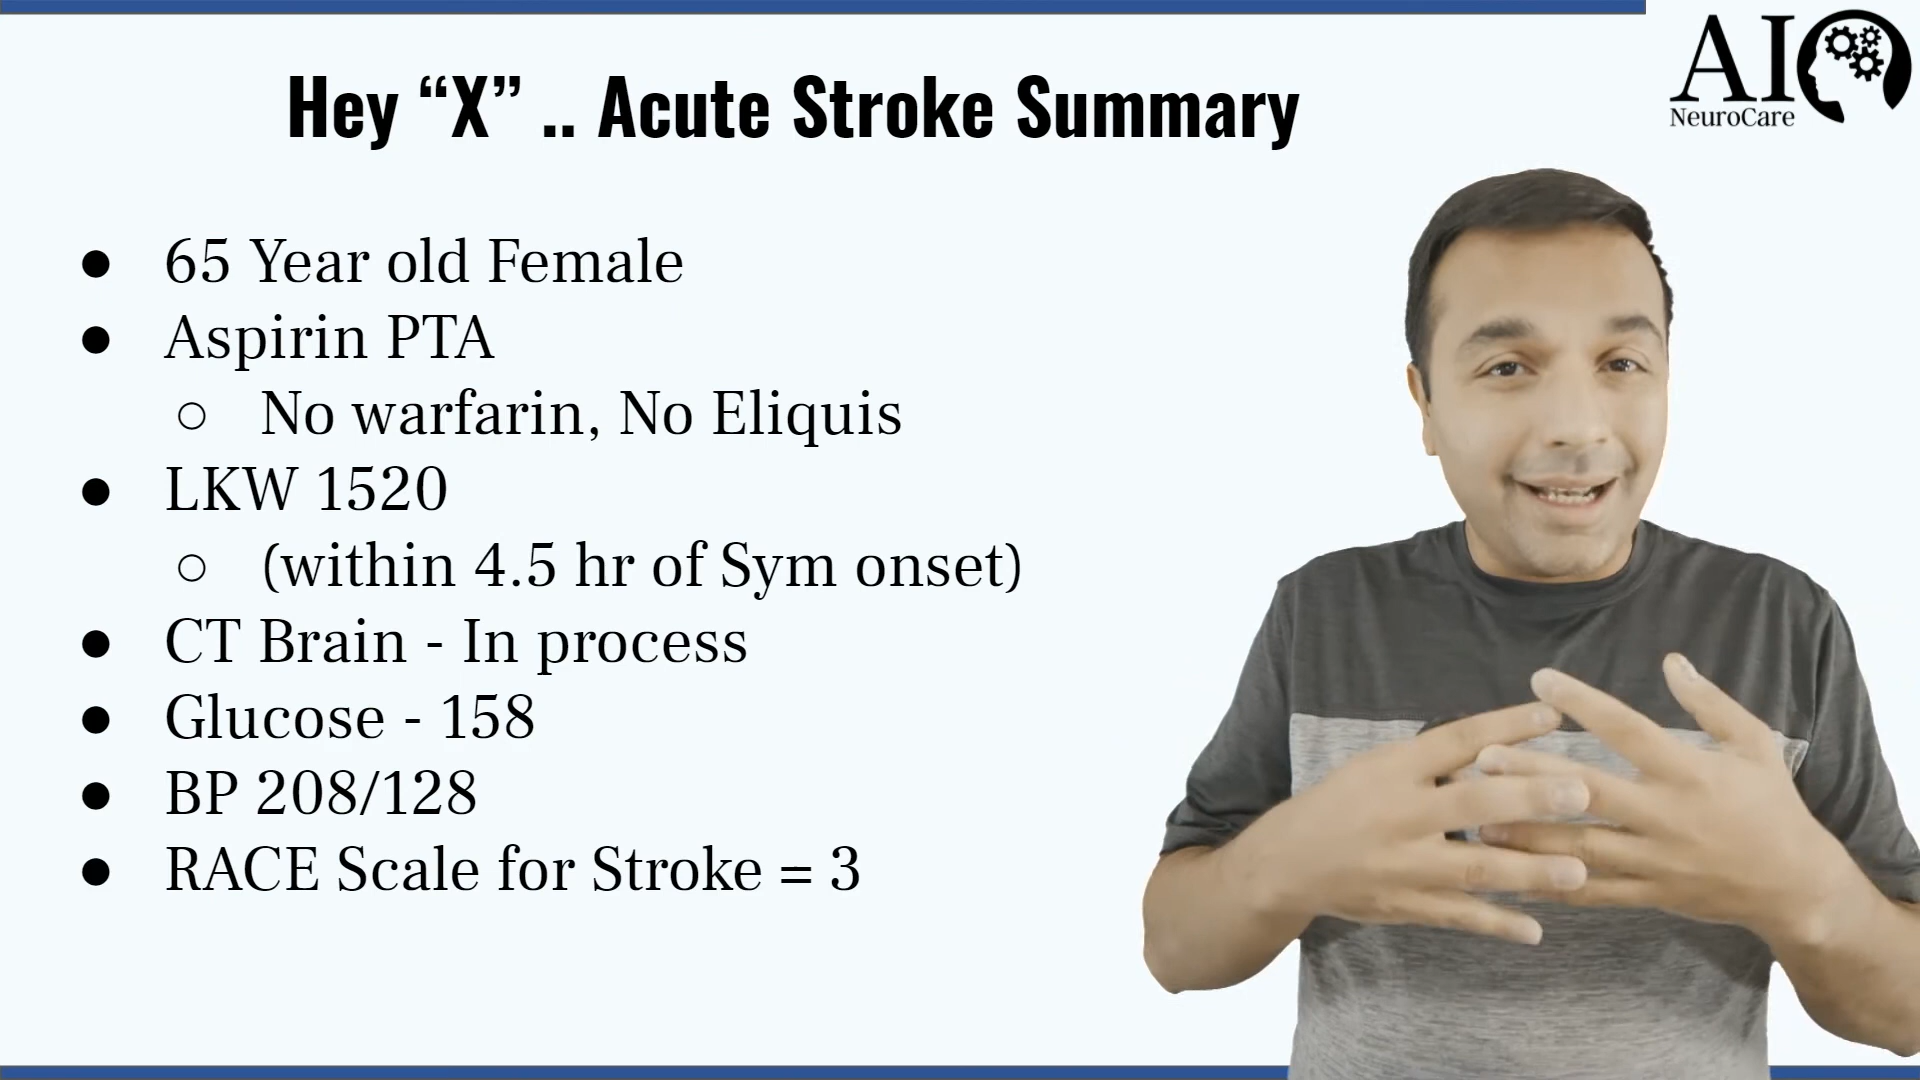 AI
NeuroCare
Hey “X” .. Acute Stroke Summary
● 65 Year old Female
● Aspirin PTA
○ No warfarin, No Eliquis
● LKW 1520
○ (within 4.5 hr of Sym onset)
● CT Brain - In process
● Glucose - 158
● BP 208/128
● RACE Scale for Stroke = 3